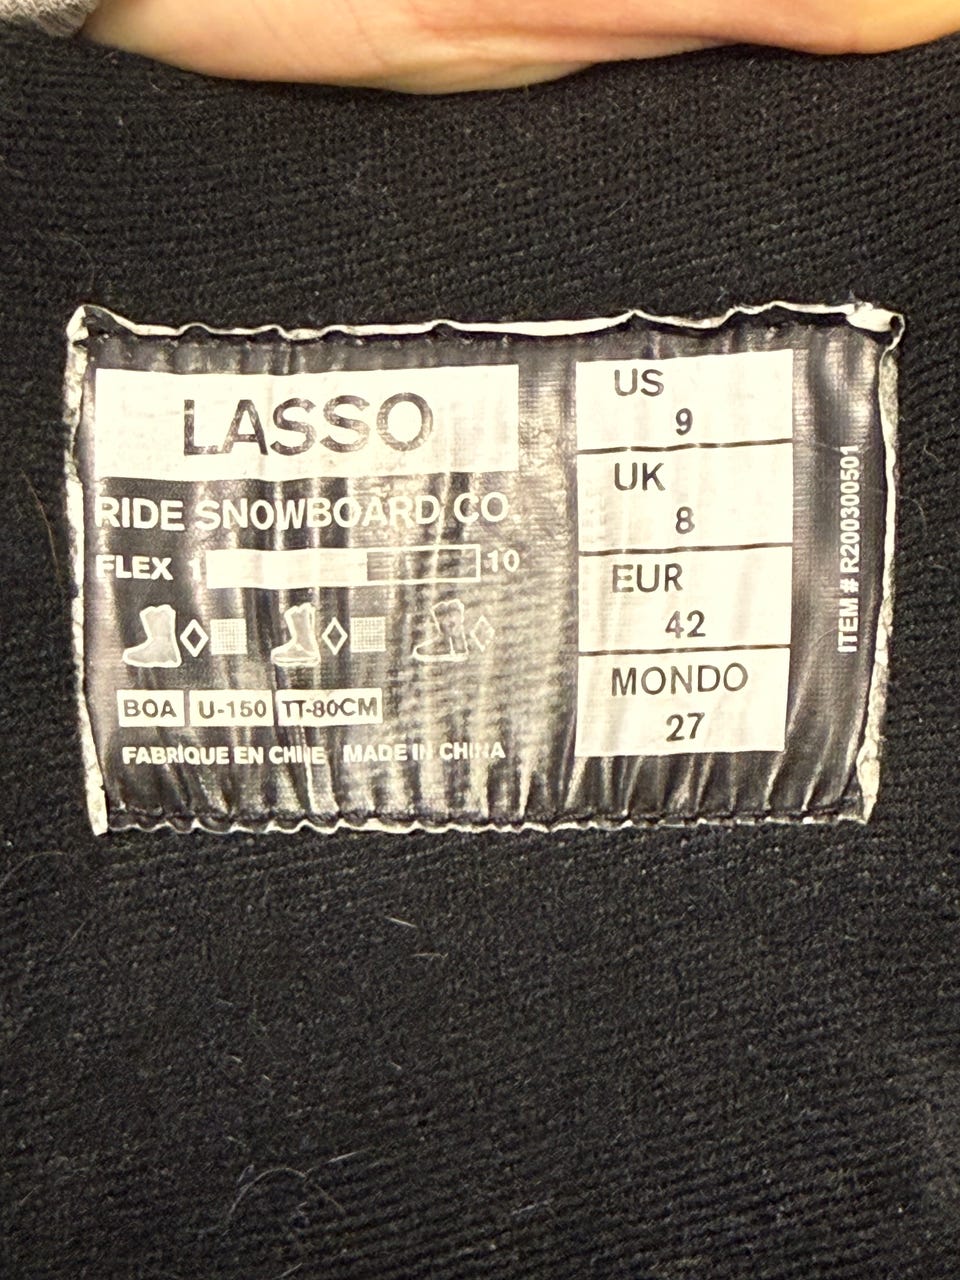 LASSO
RIDE SNOWBOARD CO.
FLEX 1 10
BOA U-150 TT-80CM
FABRIQUE EN CHINE MADE IN CHINA
US
9
UK
8
EUR
42
MONDO
27
ITEM # R200300501